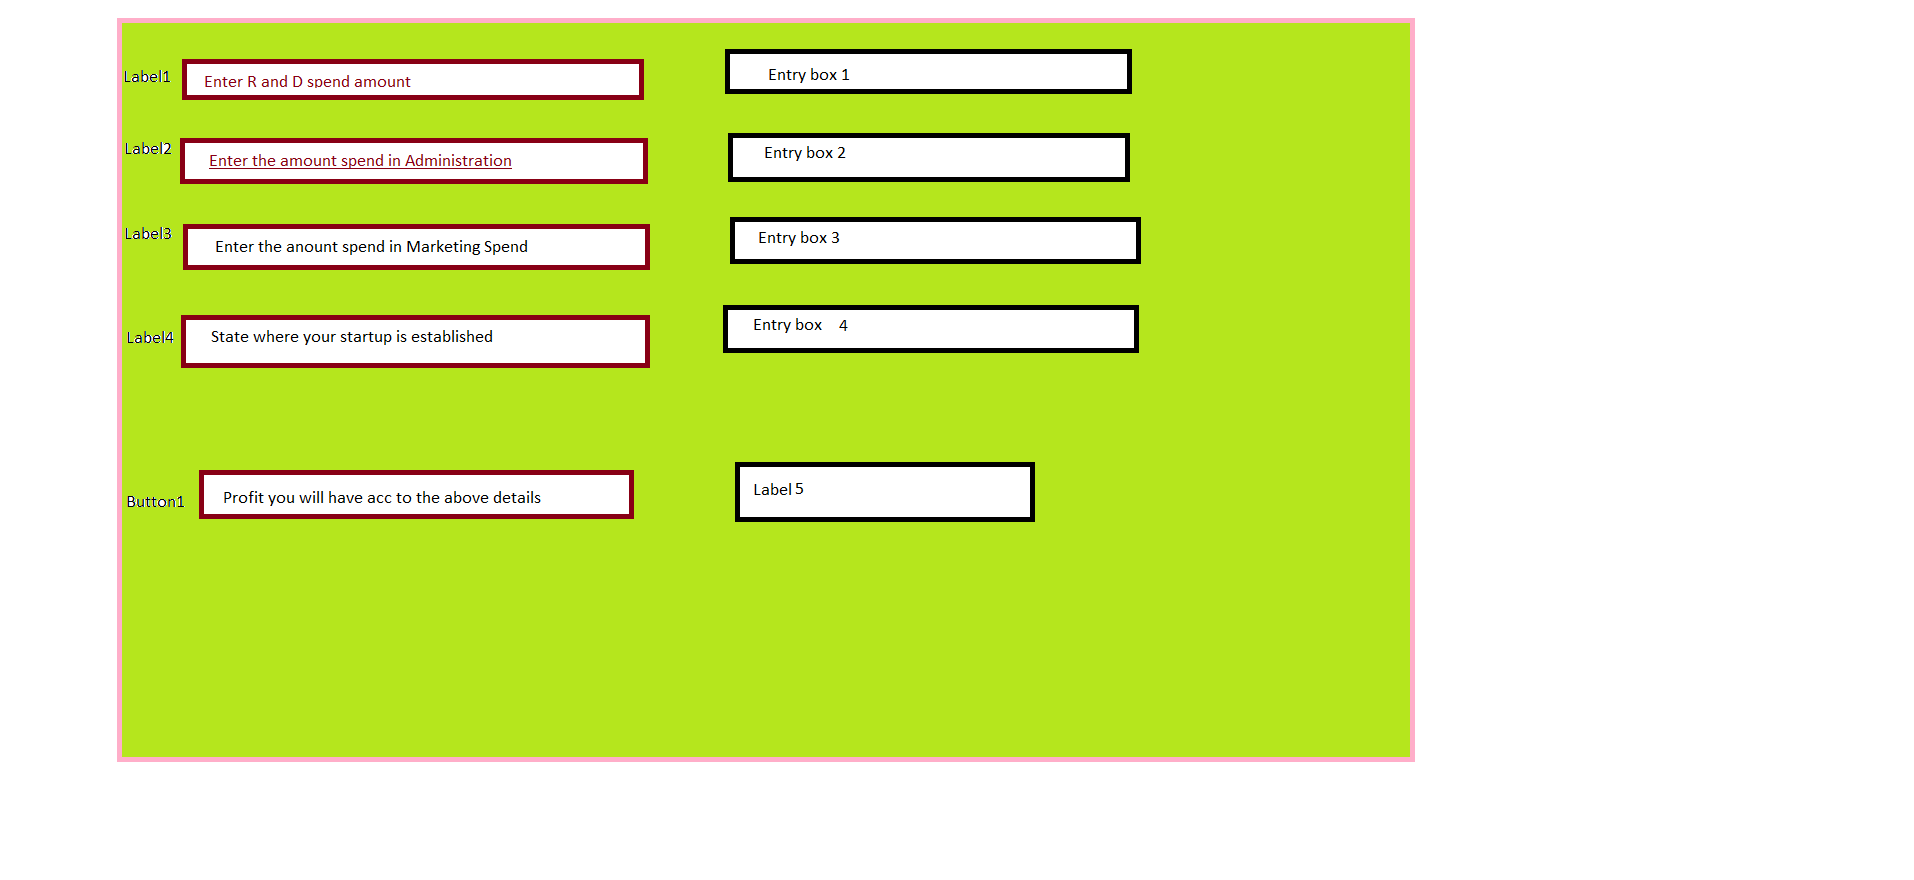 Label1 Enter R and D spend amount Entry box 1
Label2 Enter the amount spend in Administration Entry box 2
Label3 Enter the anount spend in Marketing Spend Entry box 3
Label4 State where your startup is established Entry box 4
Button1 Profit you will have acc to the above details Label 5